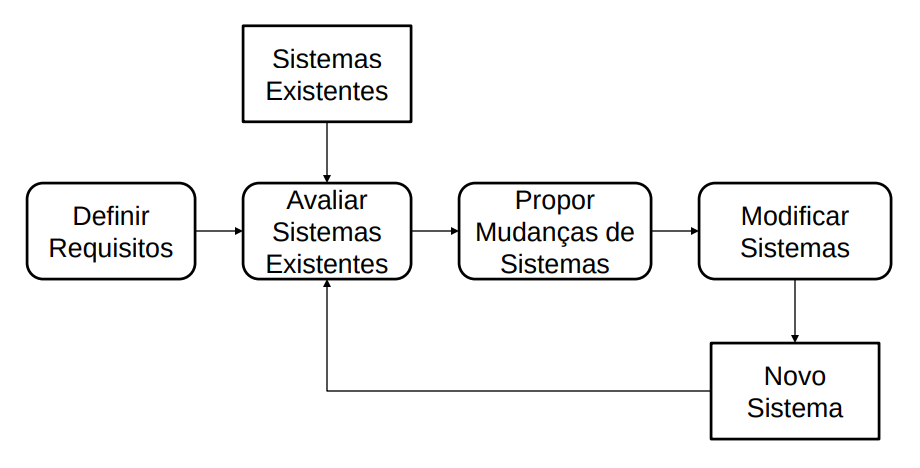 Sistemas
Existentes
Definir
Requisitos
Avaliar
Sistemas
Existentes
Propor
Mudanças de
Sistemas
Modificar
Sistemas
Novo
Sistema